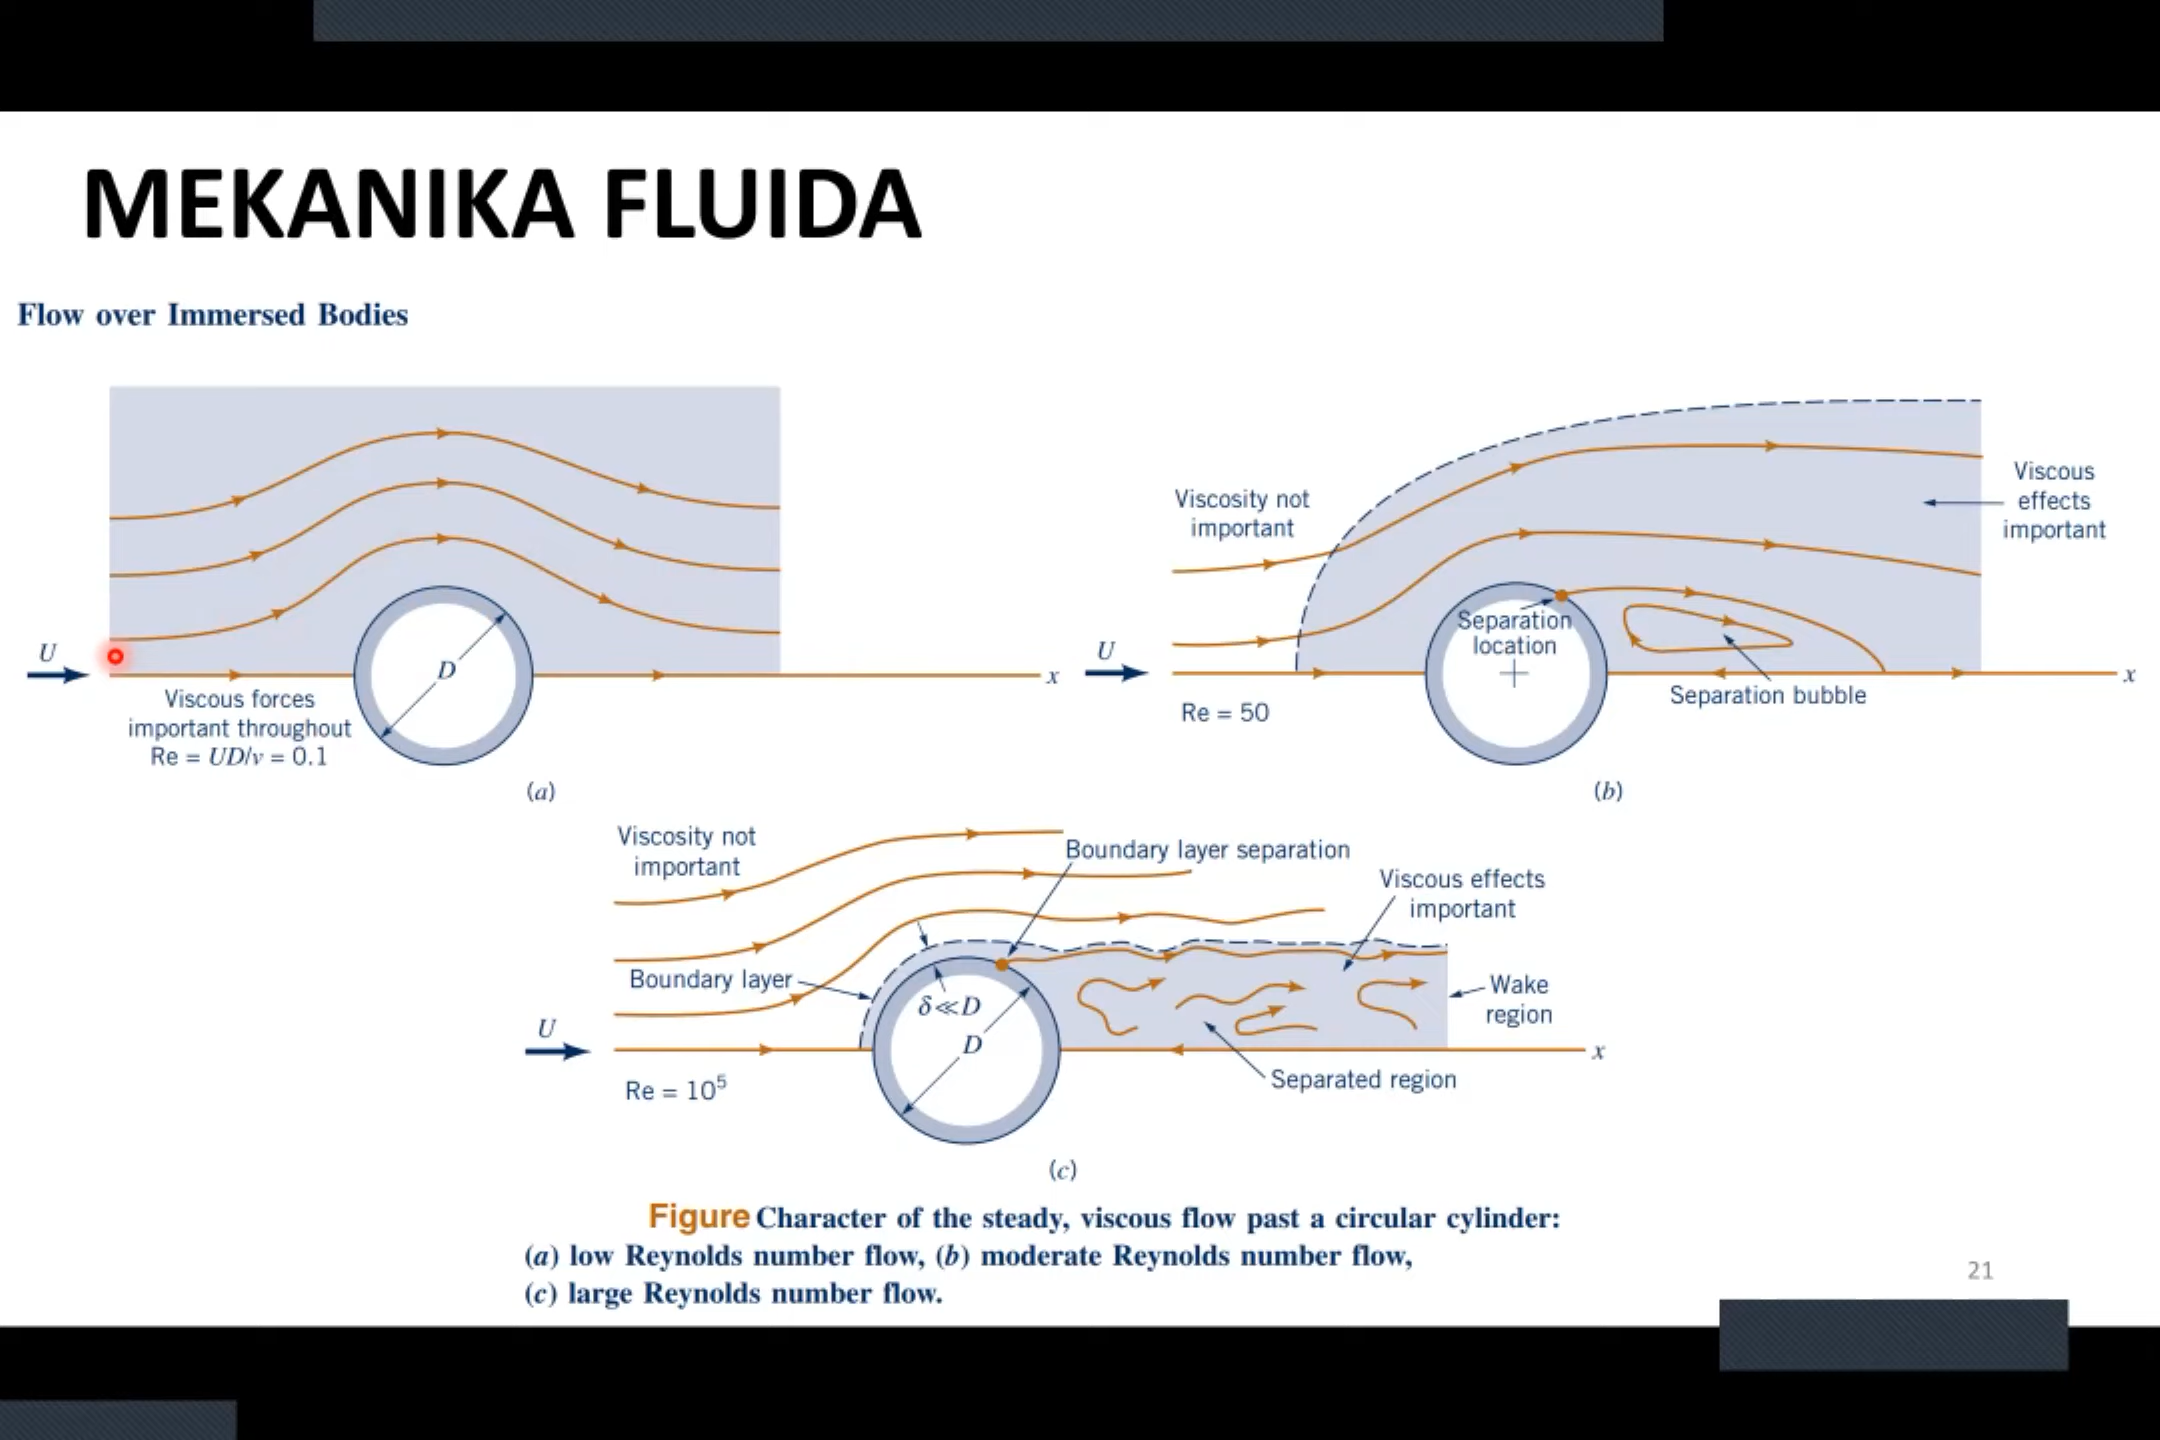 MEKANIKA FLUIDA
Flow over Immersed Bodies
U
Viscous forces
important throughout
Re = UD/ν = 0.1
D
x
(a)
Viscosity not
important
U
Re = 50
Separation
location
Separation bubble
Viscous
effects
important
x
(b)
Viscosity not
important
Boundary layer separation
Viscous effects
important
Boundary layer
δ≪D
D
U
Re = 10⁵
Wake
region
x
Separated region
(c)
Figure Character of the steady, viscous flow past a circular cylinder:
(a) low Reynolds number flow, (b) moderate Reynolds number flow,
(c) large Reynolds number flow.
21